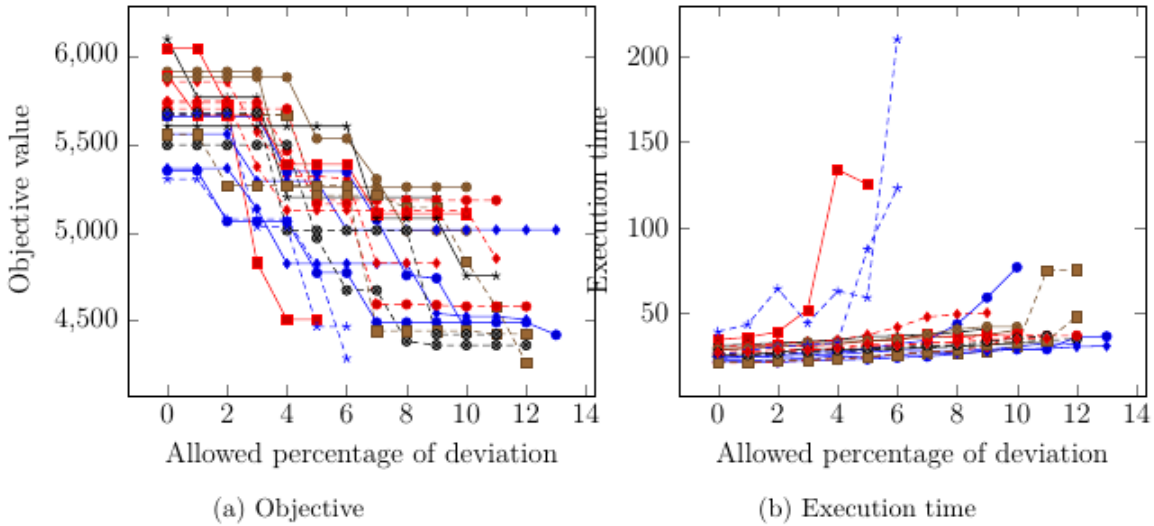 6,000
5,500
5,000
4,500
Objective value
0 2 4 6 8 10 12 14
Allowed percentage of deviation
(a) Objective
200
150
100
50
Execution time
0 2 4 6 8 10 12 14
Allowed percentage of deviation
(b) Execution time